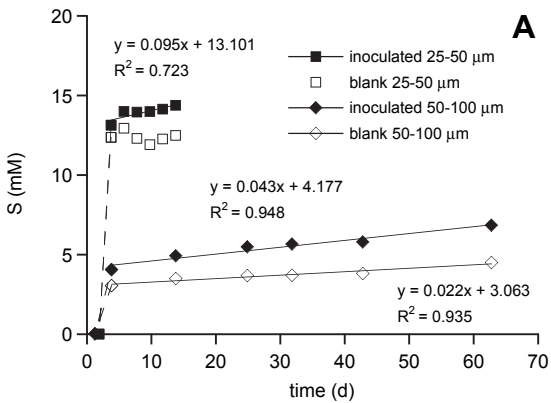 A
y = 0.095x + 13.101
R² = 0.723
inoculated 25-50 μm
blank 25-50 μm
inoculated 50-100 μm
blank 50-100 μm
y = 0.043x + 4.177
R² = 0.948
y = 0.022x + 3.063
R² = 0.935
S (mM)
20
15
10
5
0
0 10 20 30 40 50 60 70
time (d)